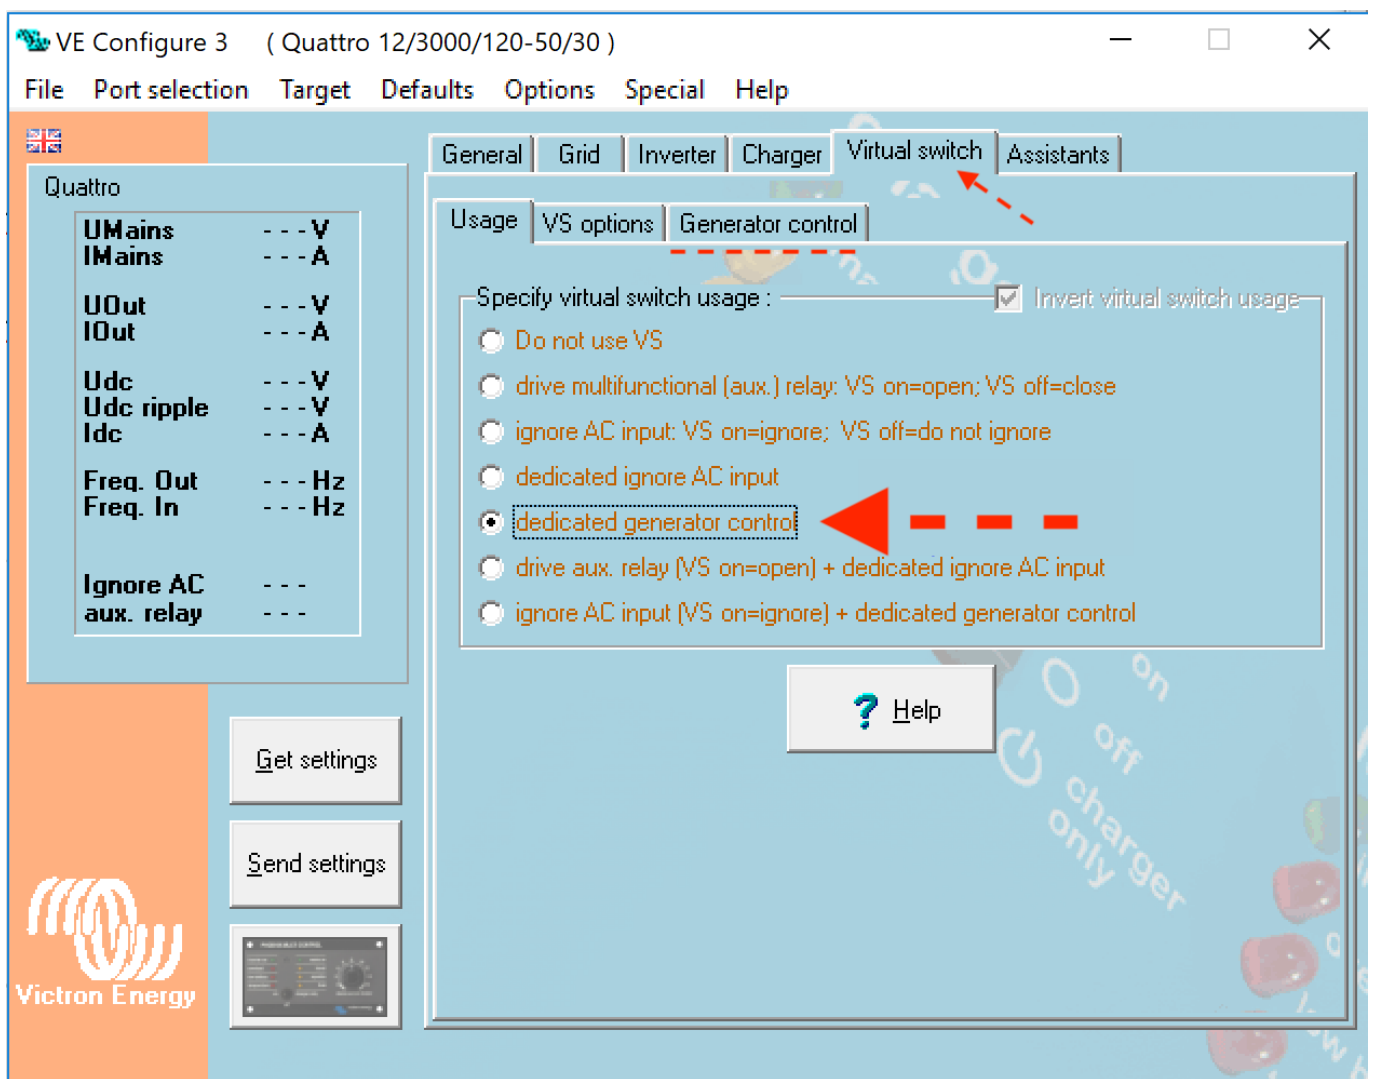 VE Configure 3 ( Quattro 12/3000/120-50/30 )
File Port selection Target Defaults Options Special Help
General Grid Inverter Charger Virtual switch Assistants
Quattro
UMains - - - V
IMains - - - A
UOut - - - V
IOut - - - A
Udc - - - V
Udc ripple - - - V
Idc - - - A
Freq. Out - - - Hz
Freq. In - - - Hz
Ignore AC - - -
aux. relay - - -
Usage VS options Generator control
Specify virtual switch usage : Invert virtual switch usage
Do not use VS
drive multifunctional (aux.) relay: VS on=open; VS off=close
ignore AC input: VS on=ignore; VS off=do not ignore
dedicated ignore AC input
dedicated generator control
drive aux. relay (VS on=open) + dedicated ignore AC input
ignore AC input (VS on=ignore) + dedicated generator control
? Help
Get settings
Send settings
Victron Energy
on
off
charger
only